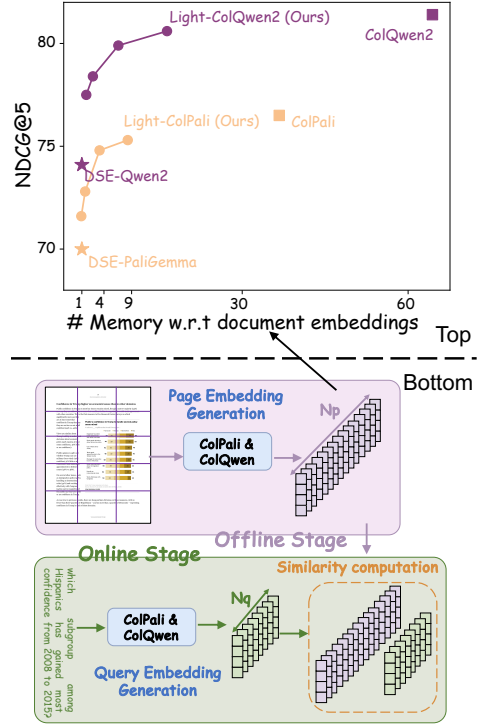 Light-ColQwen2 (Ours)
ColQwen2
80
NDCG@5
Light-ColPali (Ours)
ColPali
75
DSE-Qwen2
70
DSE-PaliGemma
1
4
9
30
60
# Memory w.r.t document embeddings
Top
Bottom
Page Embedding
Generation
Np
ColPali &
ColQwen
Offline Stage
Online Stage
Similarity computation
which subgroup among
Hispanics has gained most
confidence from 2008 to 2015?
ColPali &
ColQwen
Nq
Query Embedding
Generation